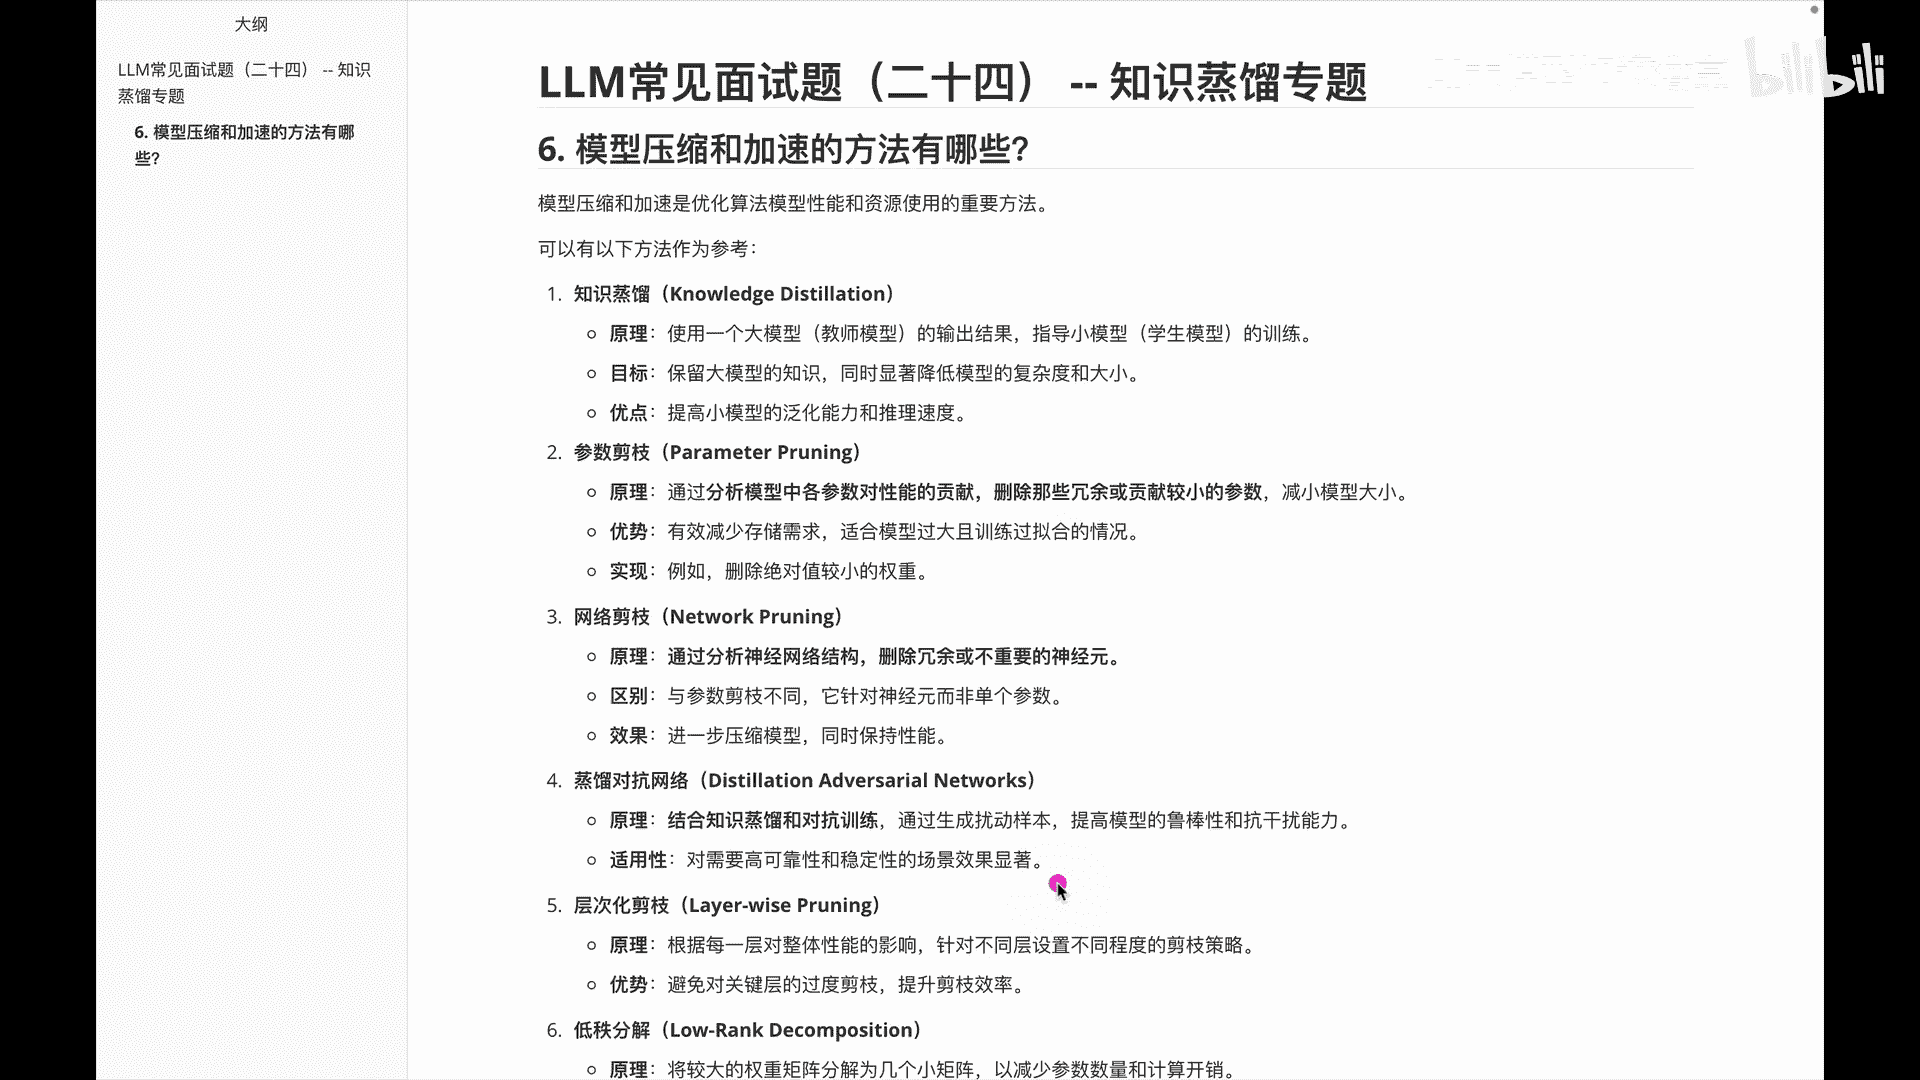 大纲
LLM常见面试题（二十四） -- 知识
蒸馏专题
6. 模型压缩和加速的方法有哪
些?
LLM常见面试题（二十四） -- 知识蒸馏专题
bilibili
6. 模型压缩和加速的方法有哪些?
模型压缩和加速是优化算法模型性能和资源使用的重要方法。
可以有以下方法作为参考：
1. 知识蒸馏（Knowledge Distillation）
原理：使用一个大模型（教师模型）的输出结果，指导小模型（学生模型）的训练。
目标：保留大模型的知识，同时显著降低模型的复杂度和大小。
优点：提高小模型的泛化能力和推理速度。
2. 参数剪枝（Parameter Pruning）
原理：通过分析模型中各参数对性能的贡献，删除那些冗余或贡献较小的参数，减小模型大小。
优势：有效减少存储需求，适合模型过大且训练过拟合的情况。
实现：例如，删除绝对值较小的权重。
3. 网络剪枝（Network Pruning）
原理：通过分析神经网络结构，删除冗余或不重要的神经元。
区别：与参数剪枝不同，它针对神经元而非单个参数。
效果：进一步压缩模型，同时保持性能。
4. 蒸馏对抗网络（Distillation Adversarial Networks）
原理：结合知识蒸馏和对抗训练，通过生成扰动样本，提高模型的鲁棒性和抗干扰能力。
适用性：对需要高可靠性和稳定性的场景效果显著。
5. 层次化剪枝（Layer-wise Pruning）
原理：根据每一层对整体性能的影响，针对不同层设置不同程度的剪枝策略。
优势：避免对关键层的过度剪枝，提升剪枝效率。
6. 低秩分解（Low-Rank Decomposition）
原理：将较大的权重矩阵分解为几个小矩阵，以减少参数数量和计算开销。